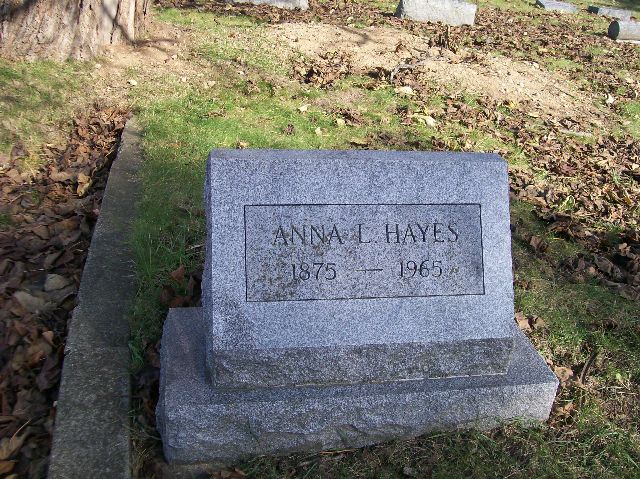 ANNA L. HAYES
1875 — 1965